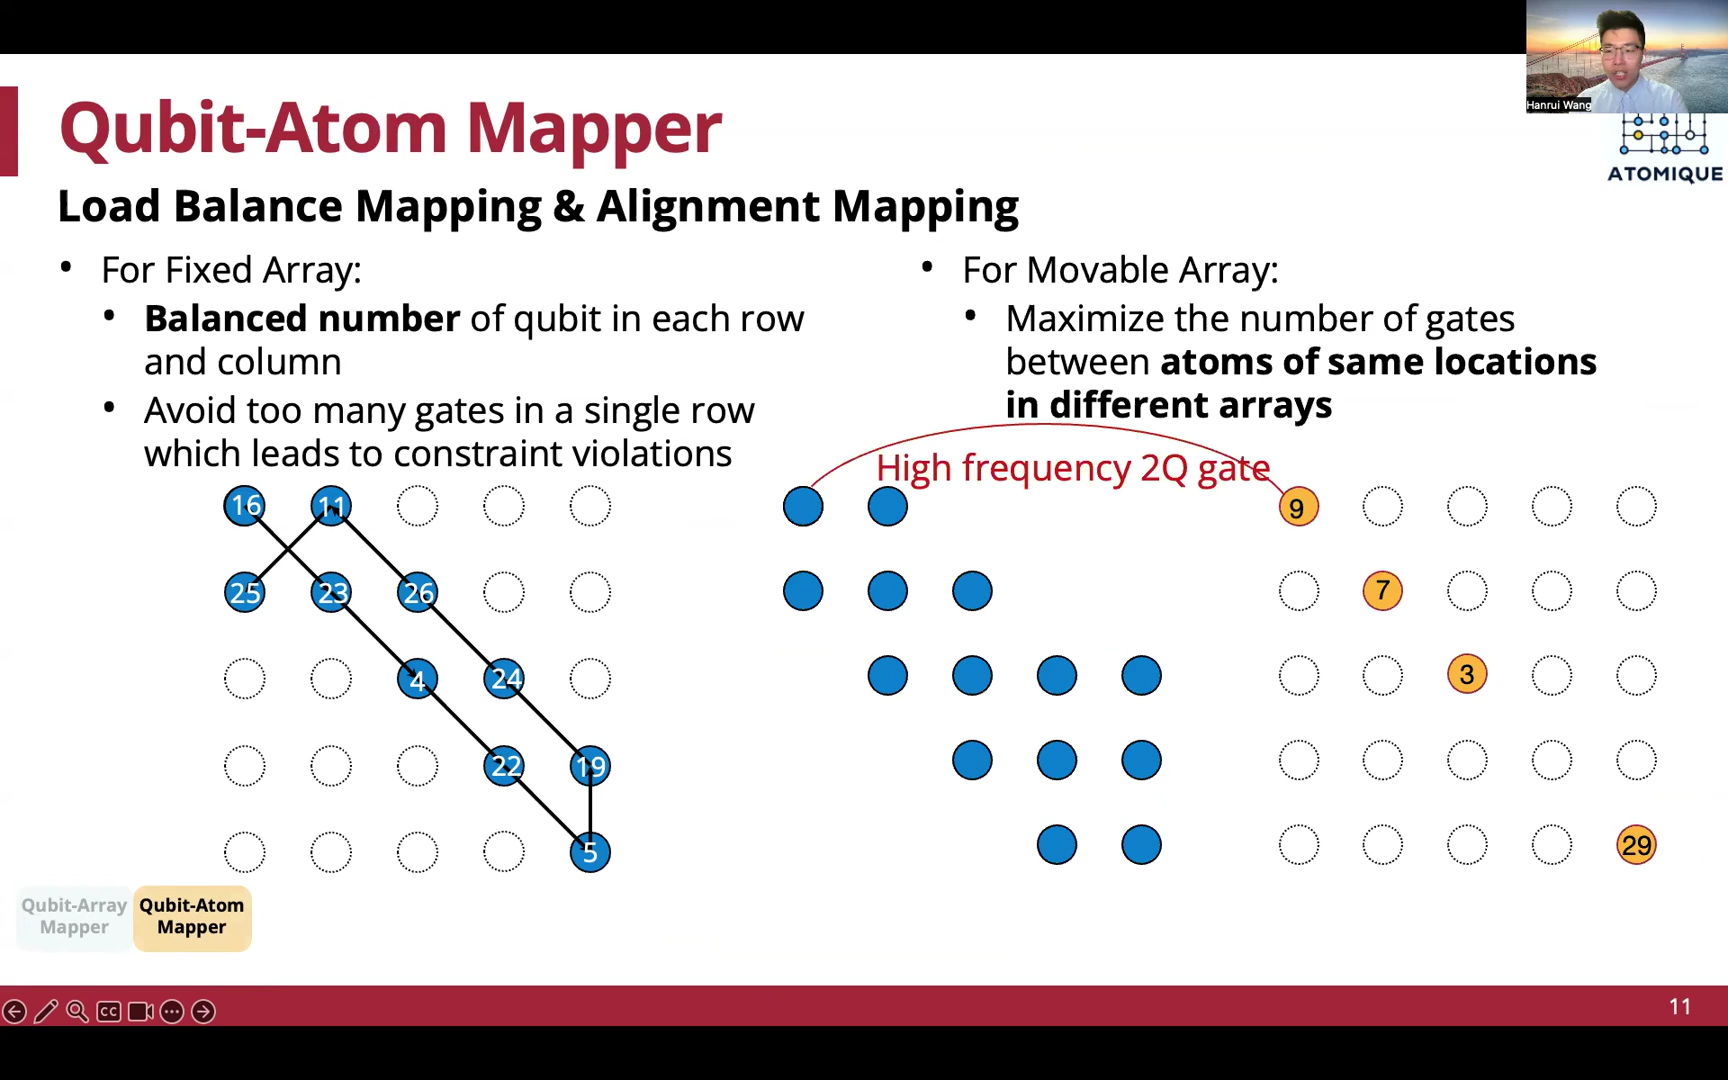 Hanrui Wang
ATOMIQUE
Qubit-Atom Mapper
Load Balance Mapping & Alignment Mapping
• For Fixed Array:
• Balanced number of qubit in each row
and column
• Avoid too many gates in a single row
which leads to constraint violations
• For Movable Array:
• Maximize the number of gates
between atoms of same locations
in different arrays
High frequency 2Q gate
16 11
25 23 26
4 24
22 19
5
9
7
3
29
Qubit-Array
Mapper
Qubit-Atom
Mapper
CC
11